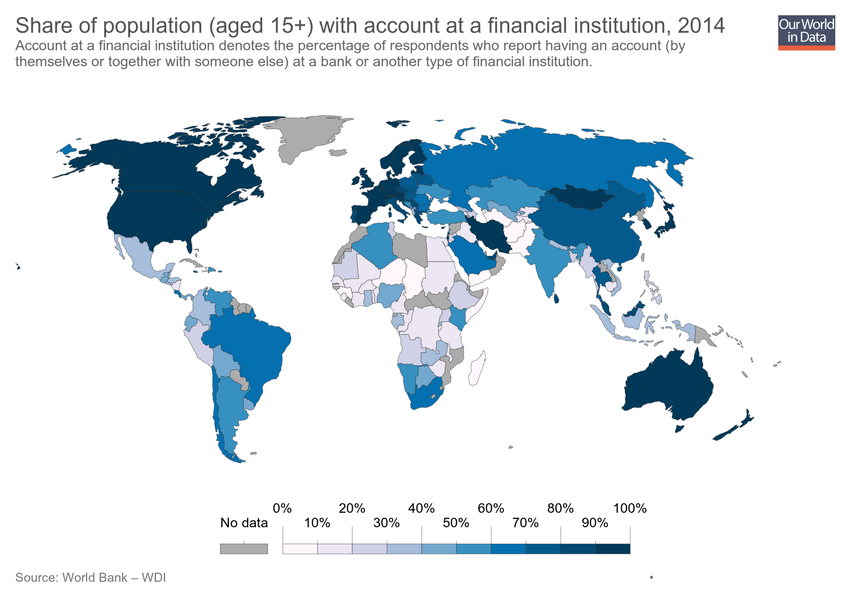 Share of population (aged 15+) with account at a financial institution, 2014
Our World
in Data
Account at a financial institution denotes the percentage of respondents who report having an account (by
themselves or together with someone else) at a bank or another type of financial institution.
0% 20% 40% 60% 80% 100%
No data 10% 30% 50% 70% 90%
Source: World Bank – WDI